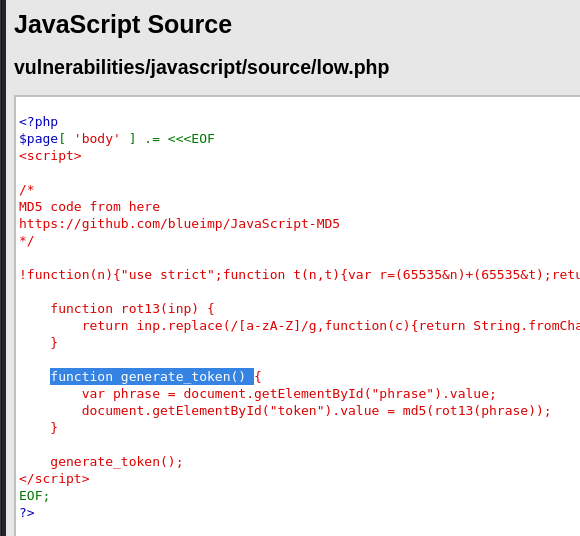 JavaScript Source
vulnerabilities/javascript/source/low.php
<?php
$page[ 'body' ] .= <<<EOF
<script>
/*
MD5 code from here
https://github.com/blueimp/JavaScript-MD5
*/
!function(n){"use strict";function t(n,t){var r=(65535&n)+(65535&t);retu
function rot13(inp) {
return inp.replace(/[a-zA-Z]/g,function(c){return String.fromCha
}
function generate_token() {
var phrase = document.getElementById("phrase").value;
document.getElementById("token").value = md5(rot13(phrase));
}
generate_token();
</script>
EOF;
?>